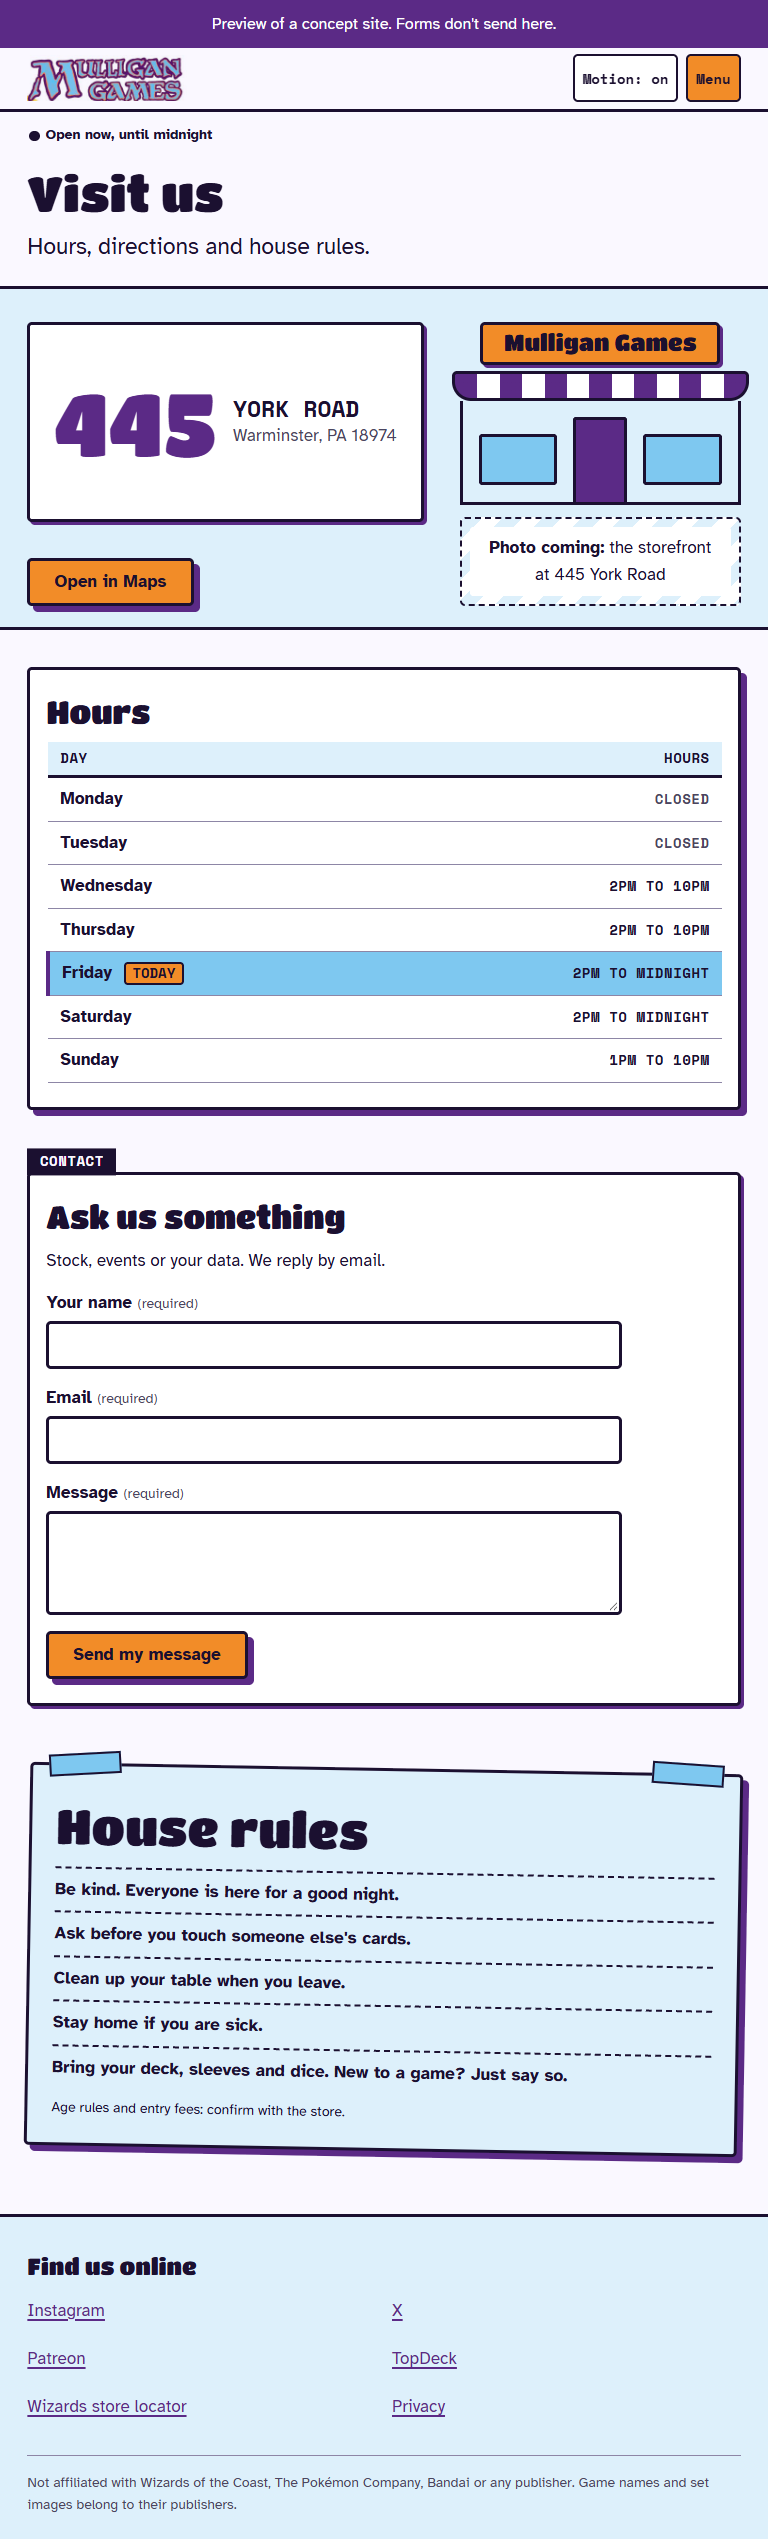 Preview of a concept site. Forms don't send here.
MULLIGAN
GAMES
Motion: on
Menu
Open now, until midnight
Visit us
Hours, directions and house rules.
445
YORK ROAD
Warminster, PA 18974
Open in Maps
Mulligan Games
Photo coming: the storefront
at 445 York Road
Hours
DAY HOURS
Monday CLOSED
Tuesday CLOSED
Wednesday 2PM TO 10PM
Thursday 2PM TO 10PM
Friday TODAY 2PM TO MIDNIGHT
Saturday 2PM TO MIDNIGHT
Sunday 1PM TO 10PM
CONTACT
Ask us something
Stock, events or your data. We reply by email.
Your name (required)
Email (required)
Message (required)
Send my message
House rules
Be kind. Everyone is here for a good night.
Ask before you touch someone else's cards.
Clean up your table when you leave.
Stay home if you are sick.
Bring your deck, sleeves and dice. New to a game? Just say so.
Age rules and entry fees: confirm with the store.
Find us online
Instagram X
Patreon TopDeck
Wizards store locator Privacy
Not affiliated with Wizards of the Coast, The Pokémon Company, Bandai or any publisher. Game names and set
images belong to their publishers.